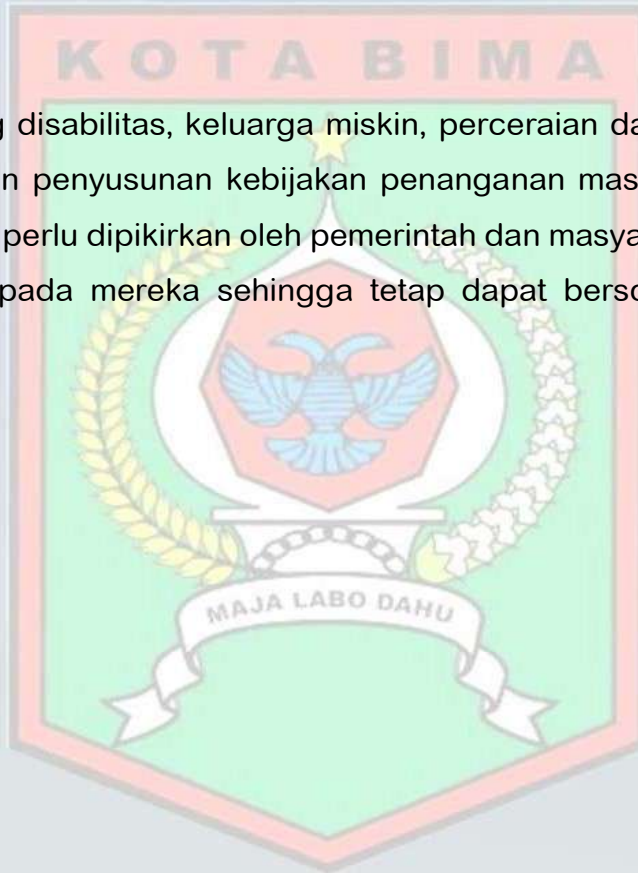 KOTA BIMA
g disabilitas, keluarga miskin, perceraian da
n penyusunan kebijakan penanganan mas
perlu dipikirkan oleh pemerintah dan masya
pada mereka sehingga tetap dapat berso
MAJA LABO DAHU